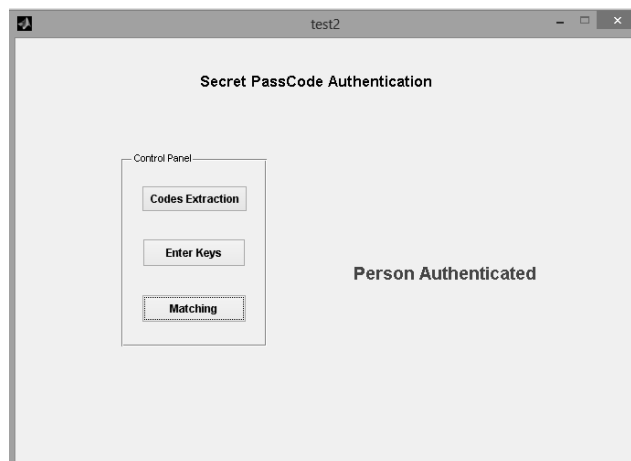 test2
Secret PassCode Authentication
Control Panel
Codes Extraction
Enter Keys
Person Authenticated
Matching